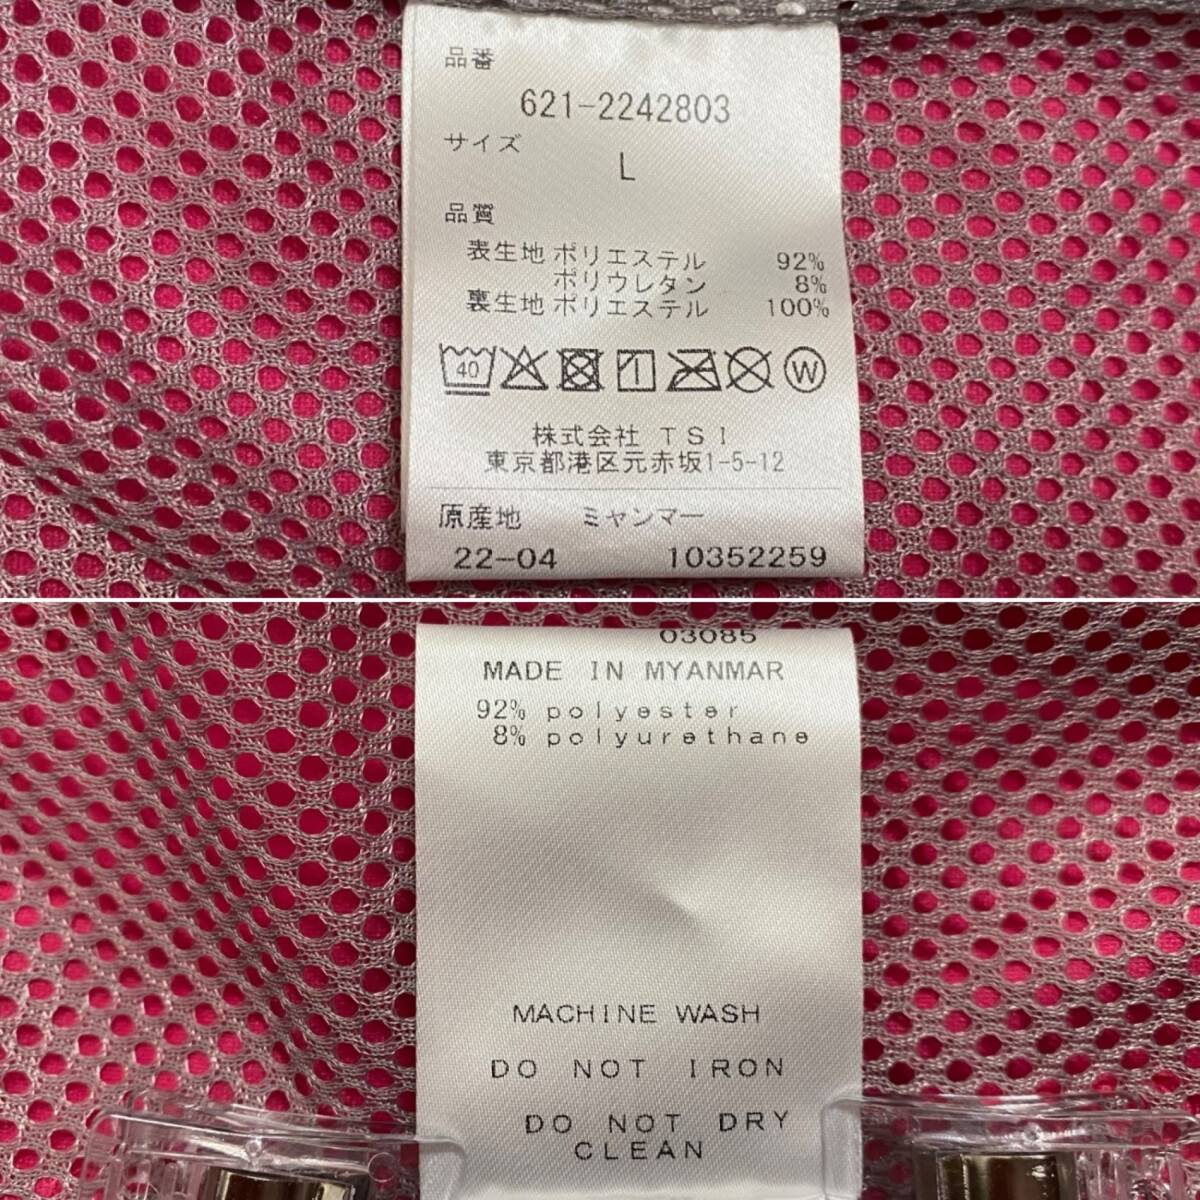 品番
621-2242803
サイズ
L
品質
表生地 ポリエステル 92%
ポリウレタン 8%
裏生地 ポリエステル 100%
40 W
株式会社 TSI
東京都港区元赤坂1-5-12
原産地 ミャンマー
22-04 10352259
03085
MADE IN MYANMAR
92% polyester
8% polyurethane
MACHINE WASH
DO NOT IRON
DO NOT DRY
CLEAN